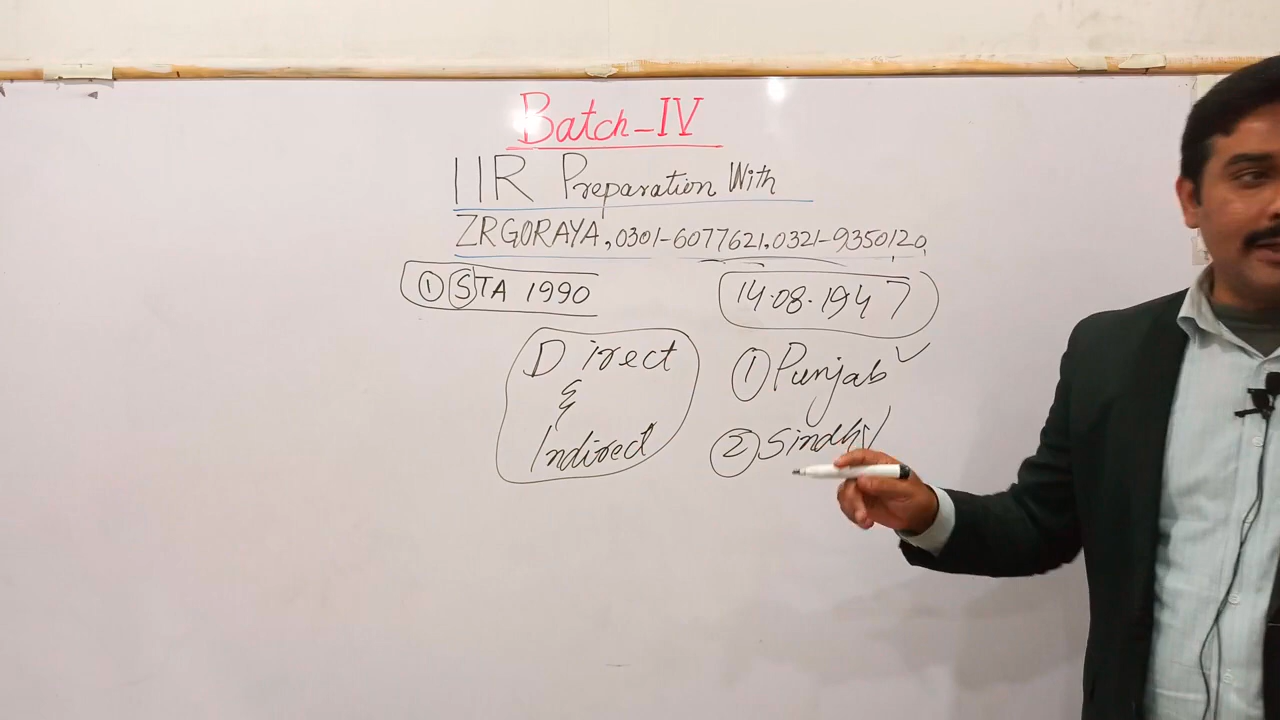 Batch-IV
IIR Preparation With
ZRGORAYA, 0301-6077621, 0321-9350120
① STA 1990
14.08.1947
Direct
&
Indirect
① Punjab ✓
② Sindh ✓